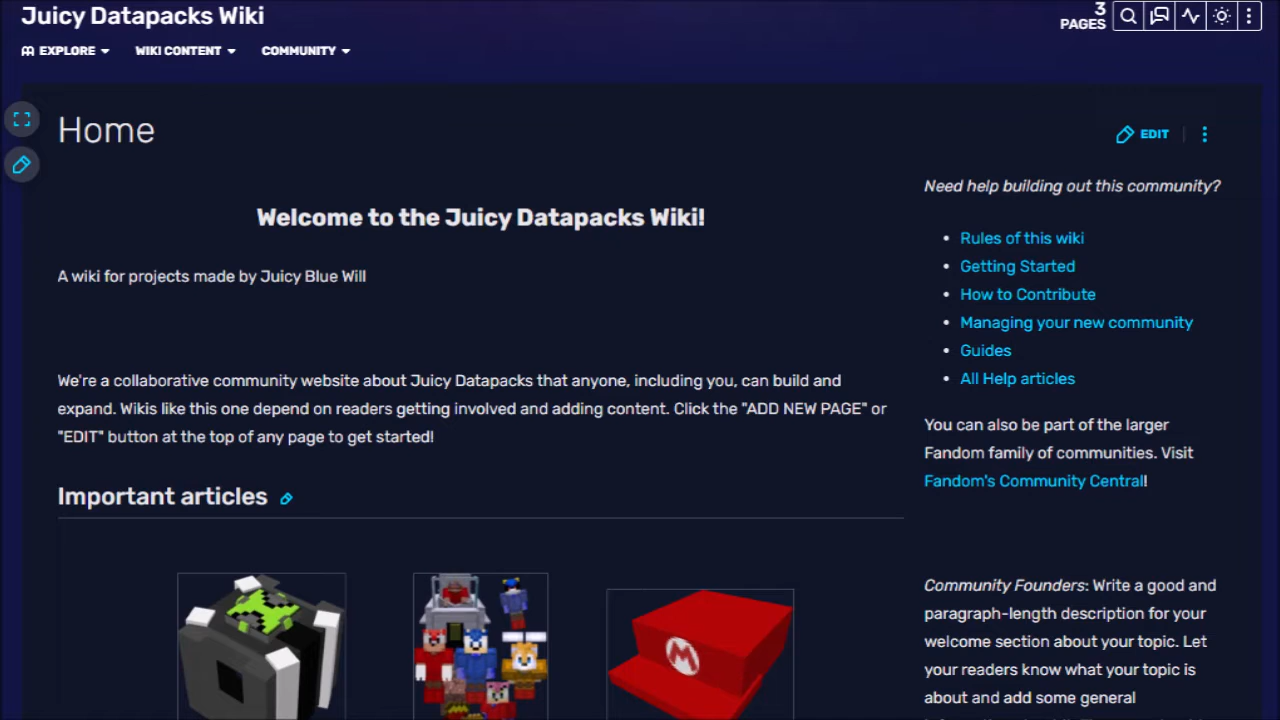 Juicy Datapacks Wiki
3
PAGES
EXPLORE
WIKI CONTENT
COMMUNITY
Home
EDIT
Need help building out this community?
Welcome to the Juicy Datapacks Wiki!
Rules of this wiki
A wiki for projects made by Juicy Blue Will
Getting Started
How to Contribute
Managing your new community
Guides
All Help articles
We're a collaborative community website about Juicy Datapacks that anyone, including you, can build and
expand. Wikis like this one depend on readers getting involved and adding content. Click the "ADD NEW PAGE" or
"EDIT" button at the top of any page to get started!
You can also be part of the larger
Fandom family of communities. Visit
Fandom's Community Central!
Important articles
M
Community Founders: Write a good and
paragraph-length description for your
welcome section about your topic. Let
your readers know what your topic is
about and add some general